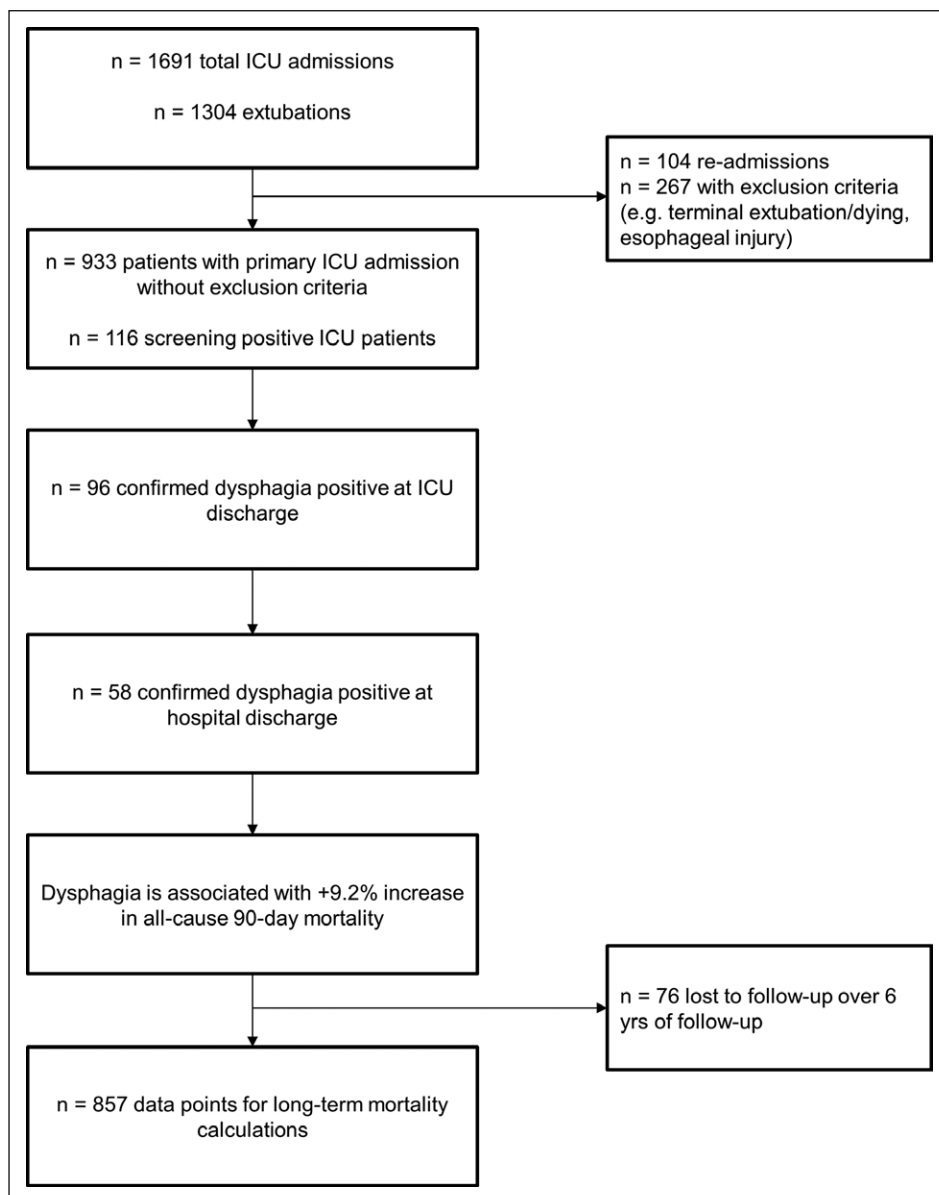 n = 1691 total ICU admissions
n = 1304 extubations
n = 104 re-admissions
n = 267 with exclusion criteria
(e.g. terminal extubation/dying,
esophageal injury)
n = 933 patients with primary ICU admission
without exclusion criteria
n = 116 screening positive ICU patients
n = 96 confirmed dysphagia positive at ICU
discharge
n = 58 confirmed dysphagia positive at
hospital discharge
Dysphagia is associated with +9.2% increase
in all-cause 90-day mortality
n = 76 lost to follow-up over 6
yrs of follow-up
n = 857 data points for long-term mortality
calculations